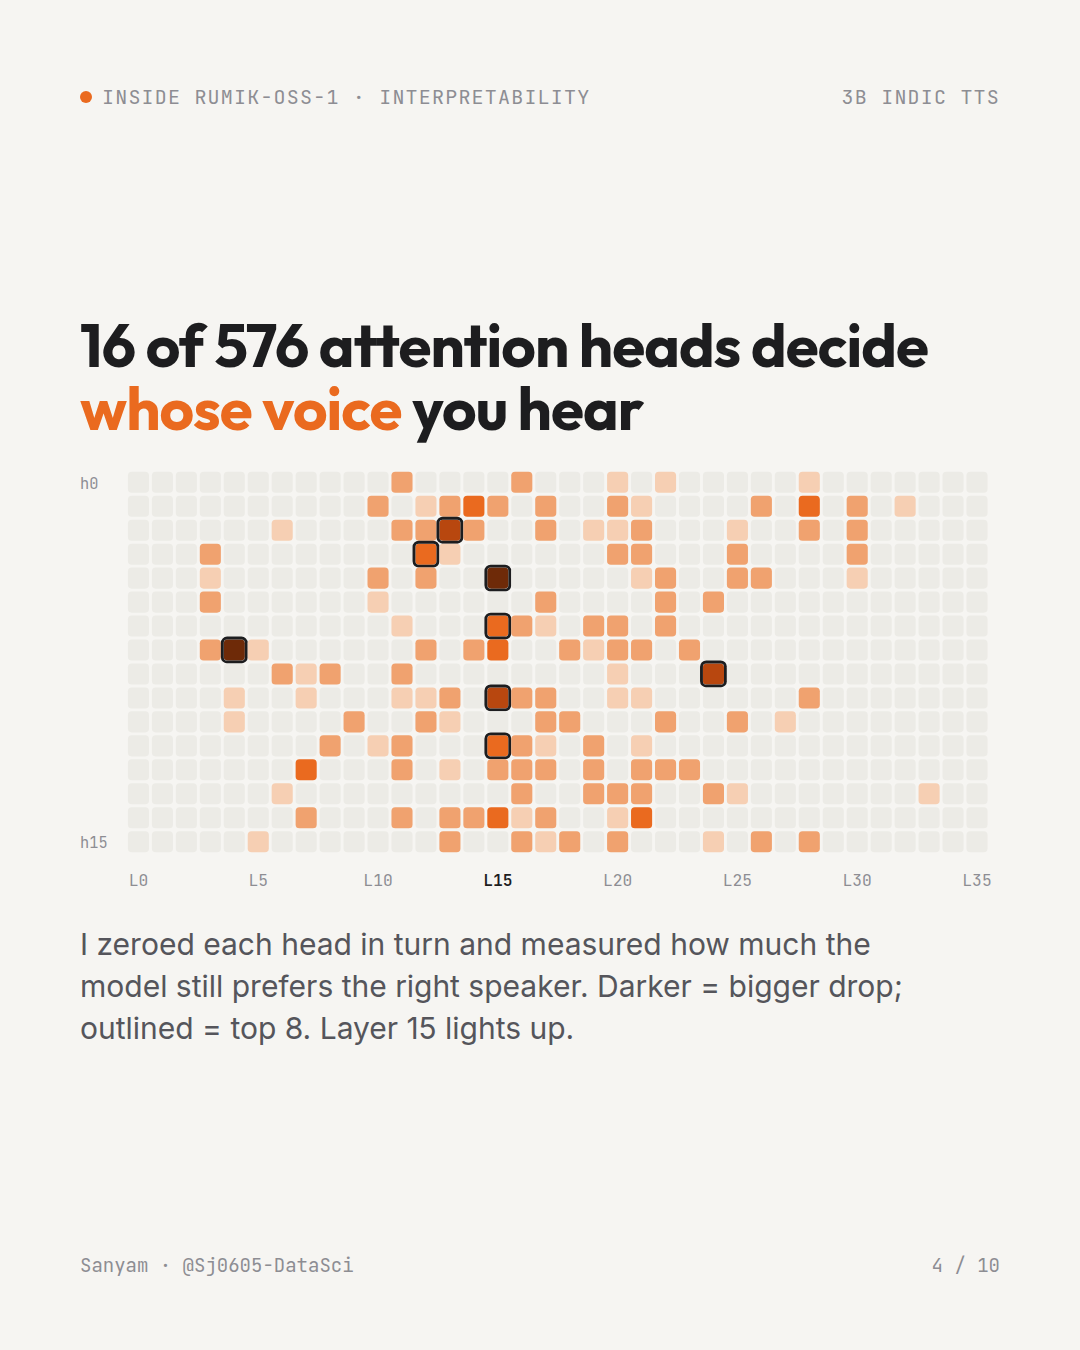 INSIDE RUMIK-OSS-1 · INTERPRETABILITY
3B INDIC TTS
16 of 576 attention heads decide
whose voice you hear
h0
h15
L0 L5 L10 L15 L20 L25 L30 L35
I zeroed each head in turn and measured how much the
model still prefers the right speaker. Darker = bigger drop;
outlined = top 8. Layer 15 lights up.
Sanyam · @Sj0605-DataSci
4 / 10